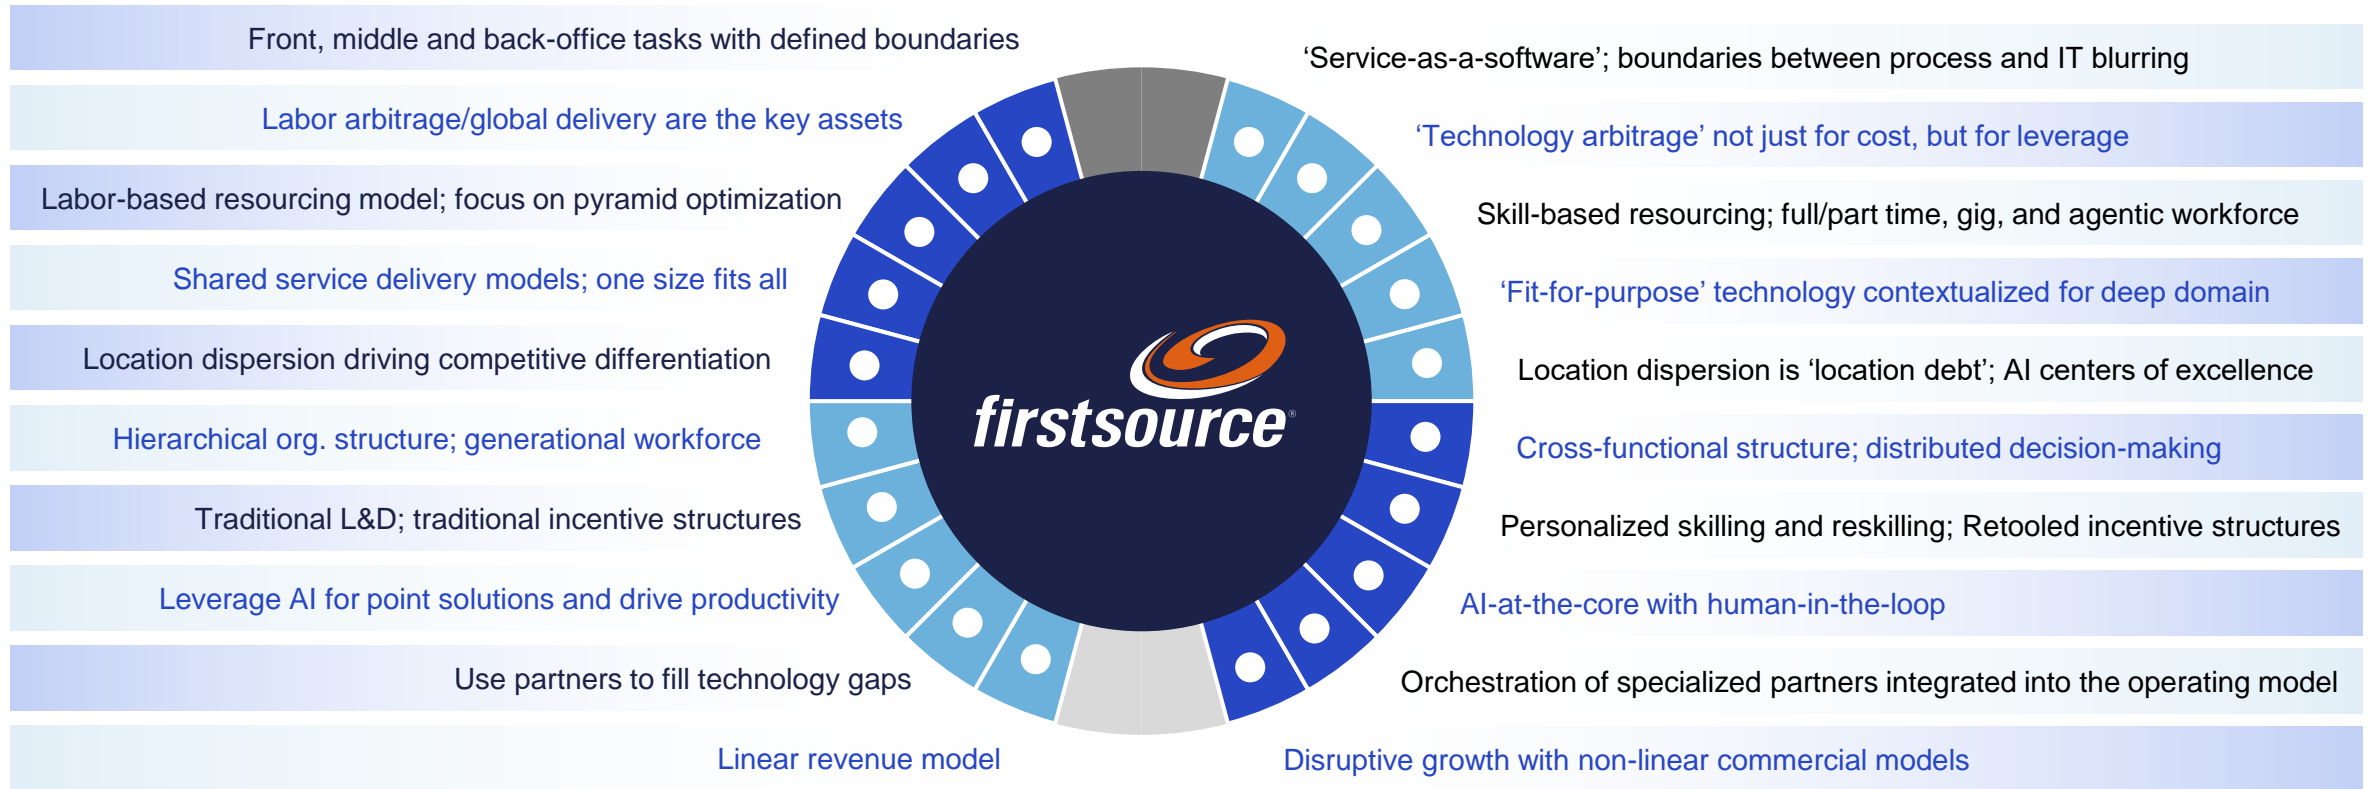 Front, middle and back-office tasks with defined boundaries
Labor arbitrage/global delivery are the key assets
Labor-based resourcing model; focus on pyramid optimization
Shared service delivery models; one size fits all
Location dispersion driving competitive differentiation
Hierarchical org. structure; generational workforce
Traditional L&D; traditional incentive structures
Leverage AI for point solutions and drive productivity
Use partners to fill technology gaps
Linear revenue model
firstsource®
‘Service-as-a-software’; boundaries between process and IT blurring
‘Technology arbitrage’ not just for cost, but for leverage
Skill-based resourcing; full/part time, gig, and agentic workforce
‘Fit-for-purpose’ technology contextualized for deep domain
Location dispersion is ‘location debt’; AI centers of excellence
Cross-functional structure; distributed decision-making
Personalized skilling and reskilling; Retooled incentive structures
AI-at-the-core with human-in-the-loop
Orchestration of specialized partners integrated into the operating model
Disruptive growth with non-linear commercial models